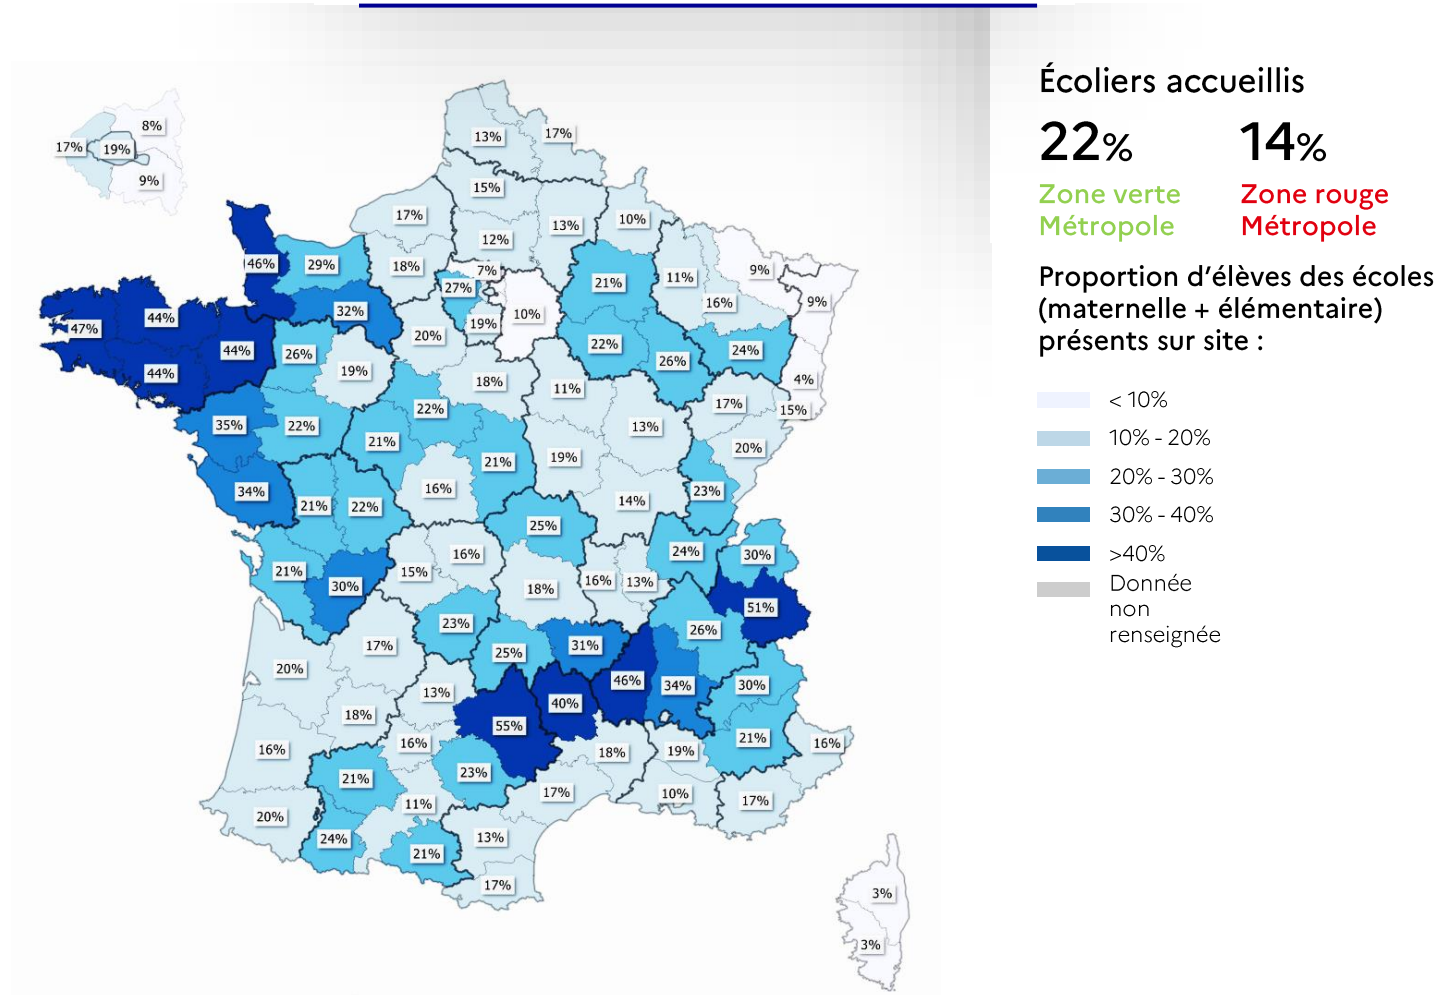 Écoliers accueillis
22% 14%
Zone verte Zone rouge
Métropole Métropole
Proportion d’élèves des écoles
(maternelle + élémentaire)
présents sur site :
< 10%
10% - 20%
20% - 30%
30% - 40%
>40%
Donnée
non
renseignée
8%
17% 19%
9%
13% 17%
15%
17% 13% 10%
12%
46% 29% 18% 7% 9%
27% 21% 11%
16% 9%
47% 44% 32% 19% 10%
44% 26% 20% 22% 26% 24%
44% 19% 18% 11% 4%
35% 22% 22% 17% 15%
21% 13%
34% 21% 19% 20%
21% 22% 16% 14% 23%
25%
21% 15% 16% 24% 30%
30% 18% 16% 13%
23% 26% 51%
20% 17% 25% 31%
13% 46% 34% 30%
18% 55% 40%
16% 16% 18% 19% 21% 16%
21% 23%
20% 11% 17% 10% 17%
24% 21% 13%
17%
3%
3%